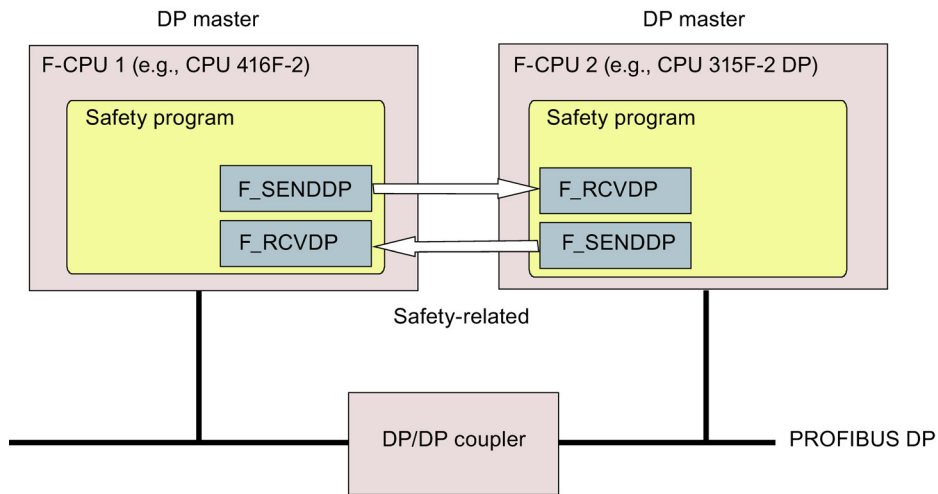 DP master
DP master
F-CPU 1 (e.g., CPU 416F-2)
F-CPU 2 (e.g., CPU 315F-2 DP)
Safety program
Safety program
F_SENDDP
F_RCVDP
F_RCVDP
F_SENDDP
Safety-related
DP/DP coupler
PROFIBUS DP